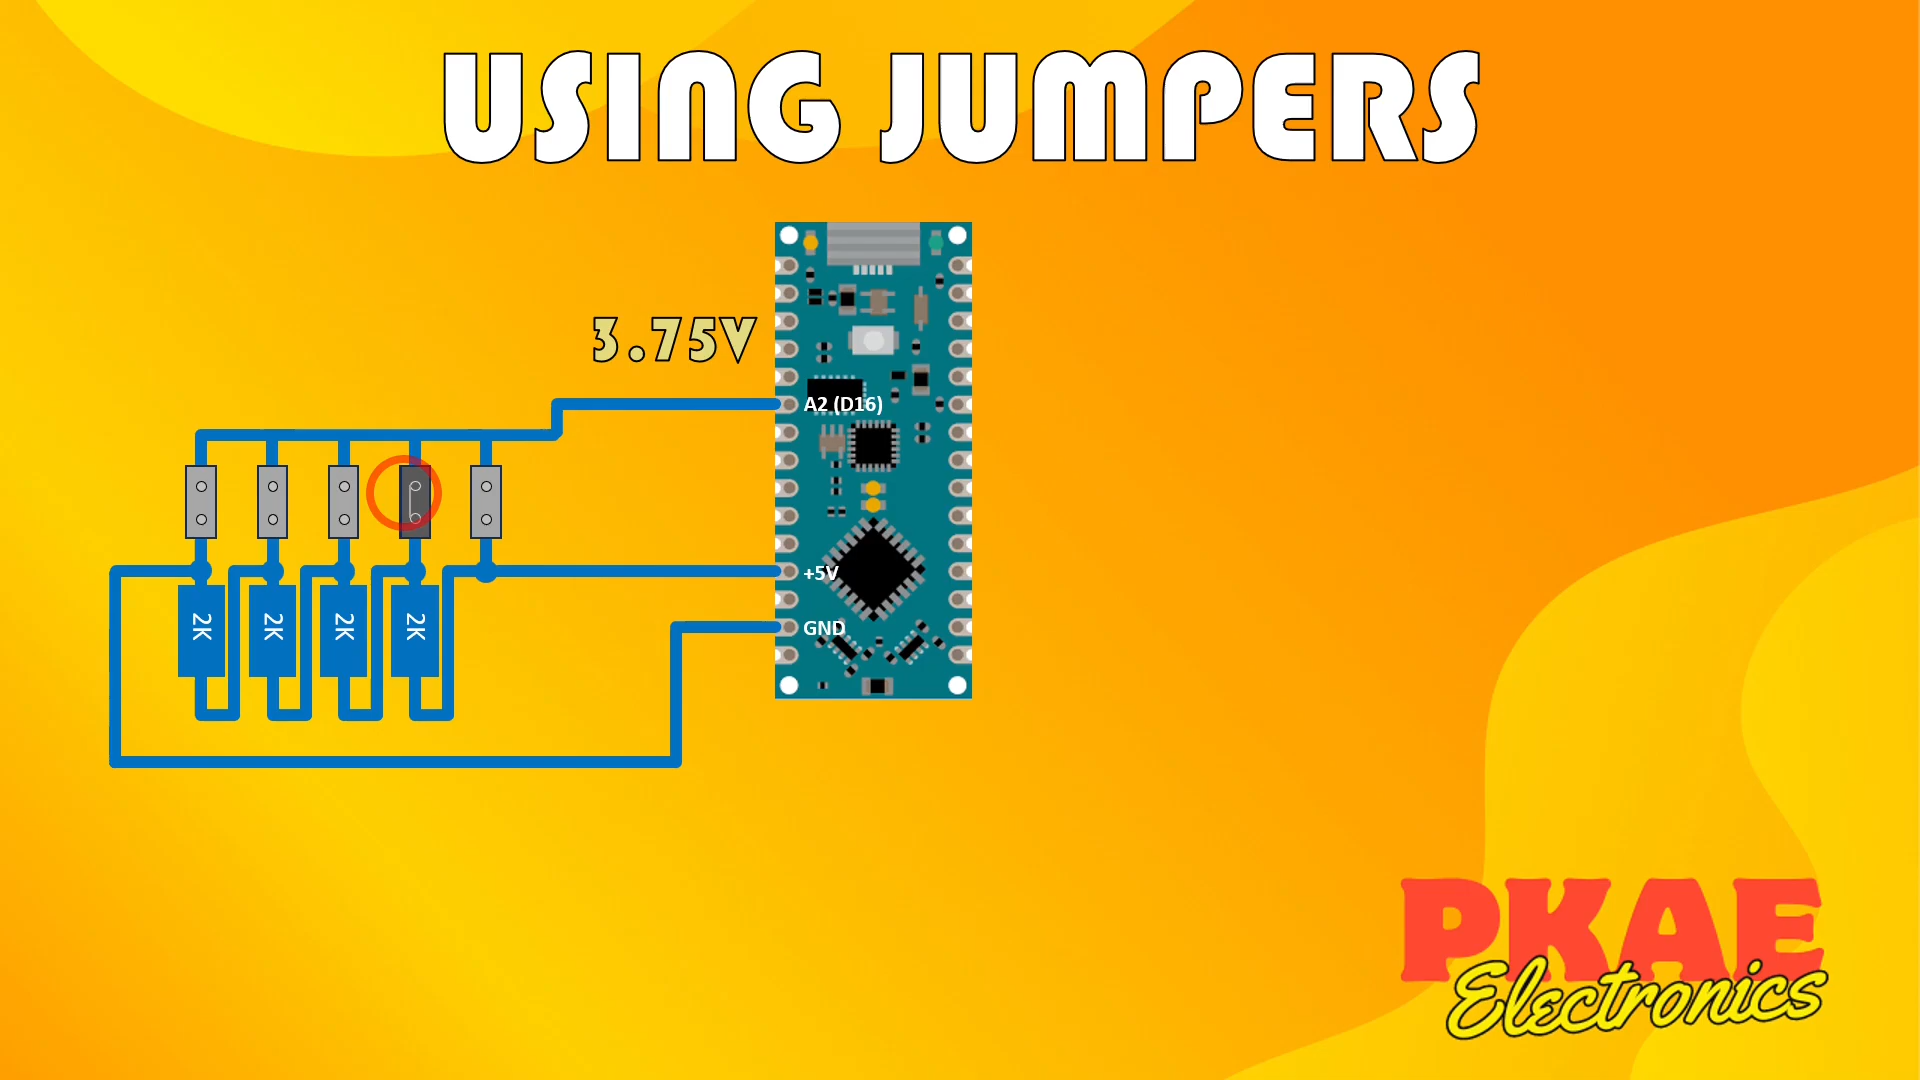 USING JUMPERS
3.75V
A2 (D16)
+5V
2K 2K 2K 2K
GND
PKAE
Electronics